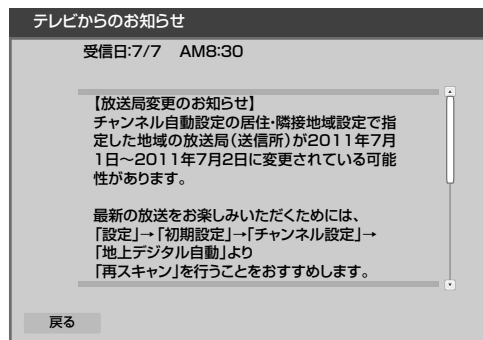 テレビからのお知らせ
受信日:7/7 AM8:30
【放送局変更のお知らせ】
チャンネル自動設定の居住・隣接地域設定で指
定した地域の放送局(送信所)が2011年7月
1日～2011年7月2日に変更されている可能
性があります。
最新の放送をお楽しみいただくためには、
「設定」→「初期設定」→「チャンネル設定」→
「地上デジタル自動」より
「再スキャン」を行うことをおすすめします。
戻る